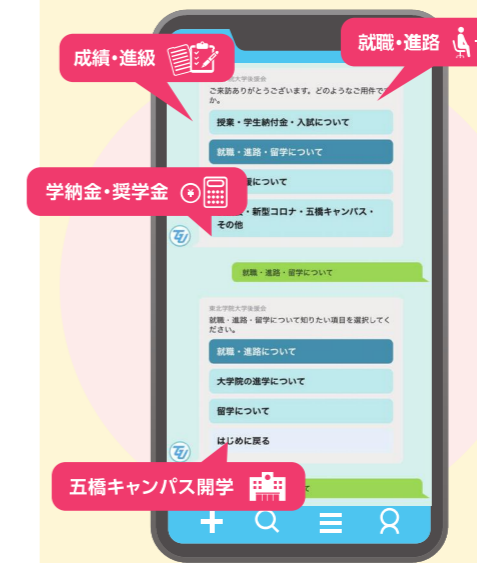 成績・進級
就職・進路
大学後援会
ご来訪ありがとうございます。どのようなご用件で
か。
授業・学生納付金・入試について
就職・進路・留学について
について
学納金・奨学金
・新型コロナ・五橋キャンパス・
その他
就職・進路・留学について
東北学院大学後援会
就職・進路・留学について知りたい項目を選択してく
ださい。
就職・進路について
大学院の進学について
留学について
はじめに戻る
五橋キャンパス開学